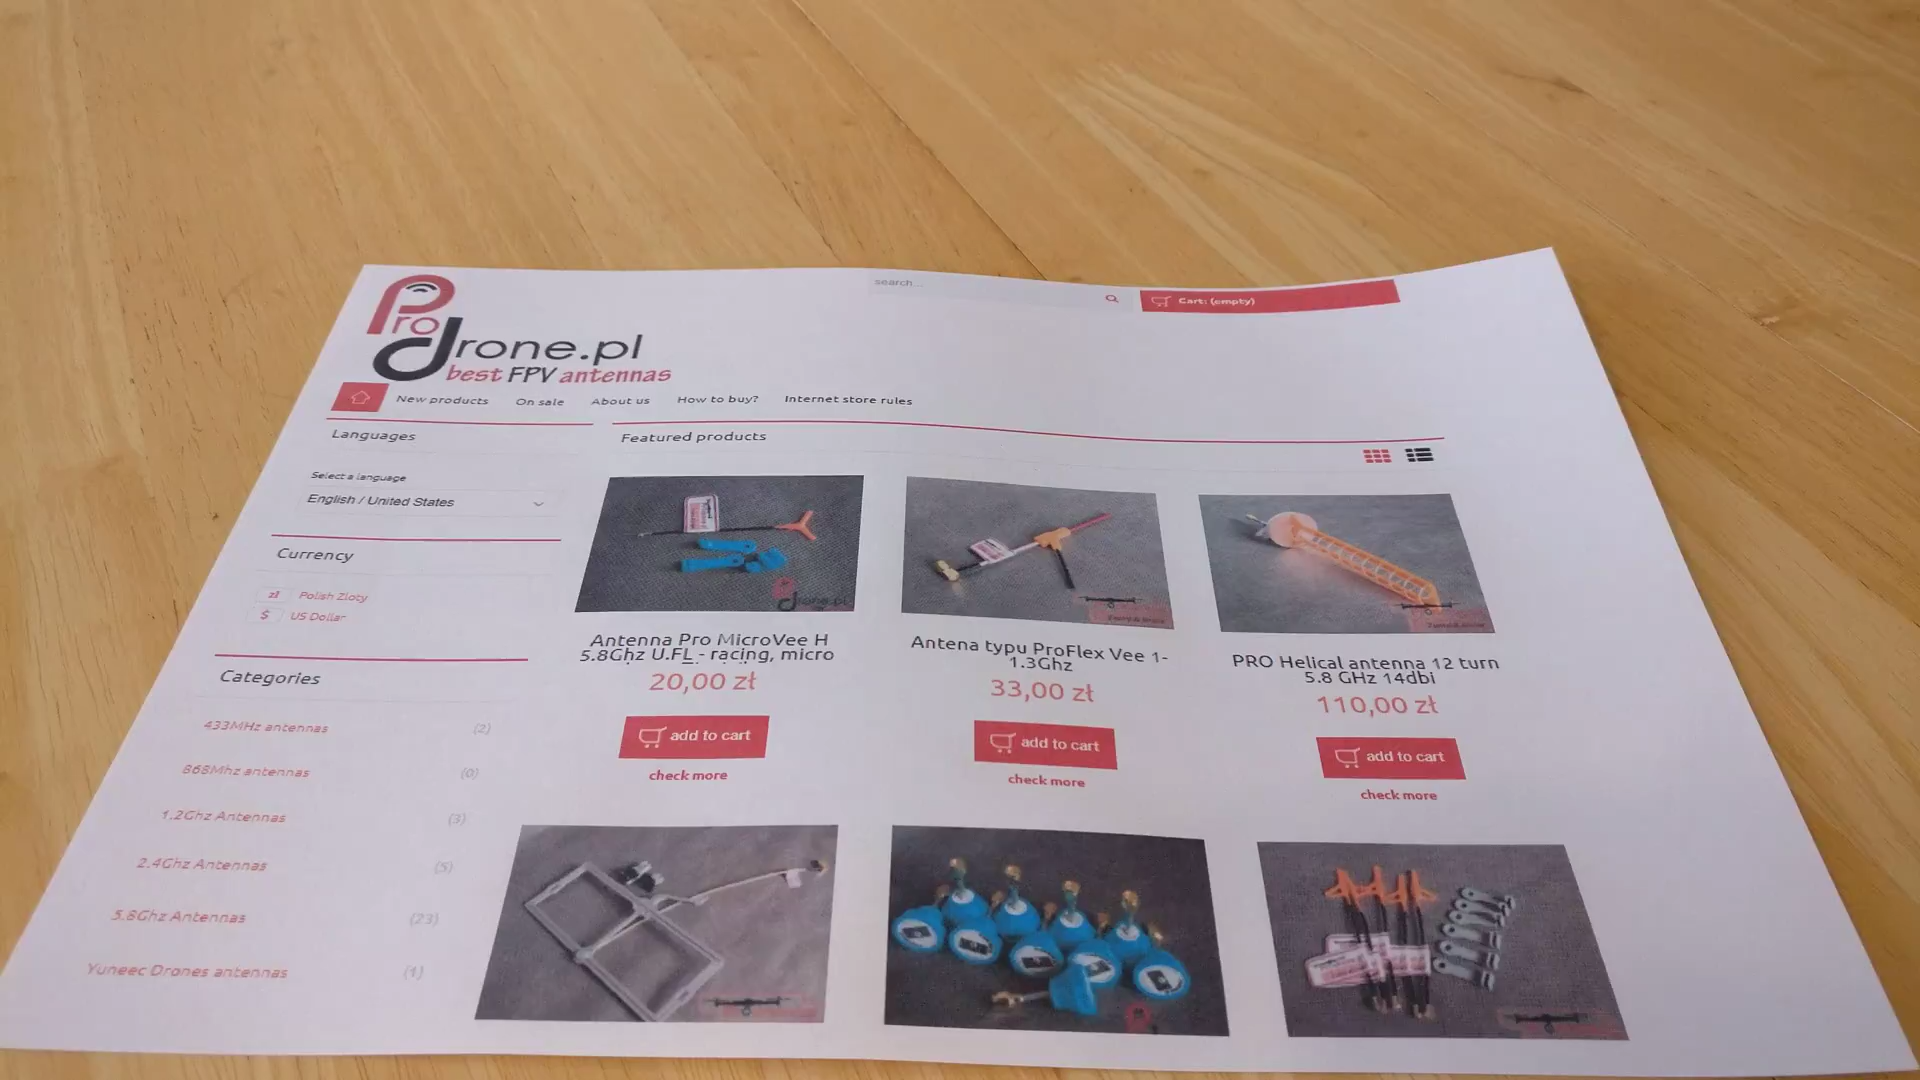 Pro
drone.pl
best FPV antennas
search...
Cart: (empty)
New products On sale About us How to buy? Internet store rules
Languages
Select a language
English / United States
Currency
zł Polish Zloty
$ US Dollar
Categories
433MHz antennas (2)
868Mhz antennas (0)
1.2Ghz Antennas (3)
2.4Ghz Antennas (5)
5.8Ghz Antennas (23)
Yuneec Drones antennas (1)
Featured products
Antenna Pro MicroVee H
5.8Ghz U.FL - racing, micro
20,00 zł
add to cart
check more
Antena typu ProFlex Vee 1-
1.3Ghz
33,00 zł
add to cart
check more
PRO Helical antenna 12 turn
5.8 GHz 14dbi
110,00 zł
add to cart
check more
drone.pl